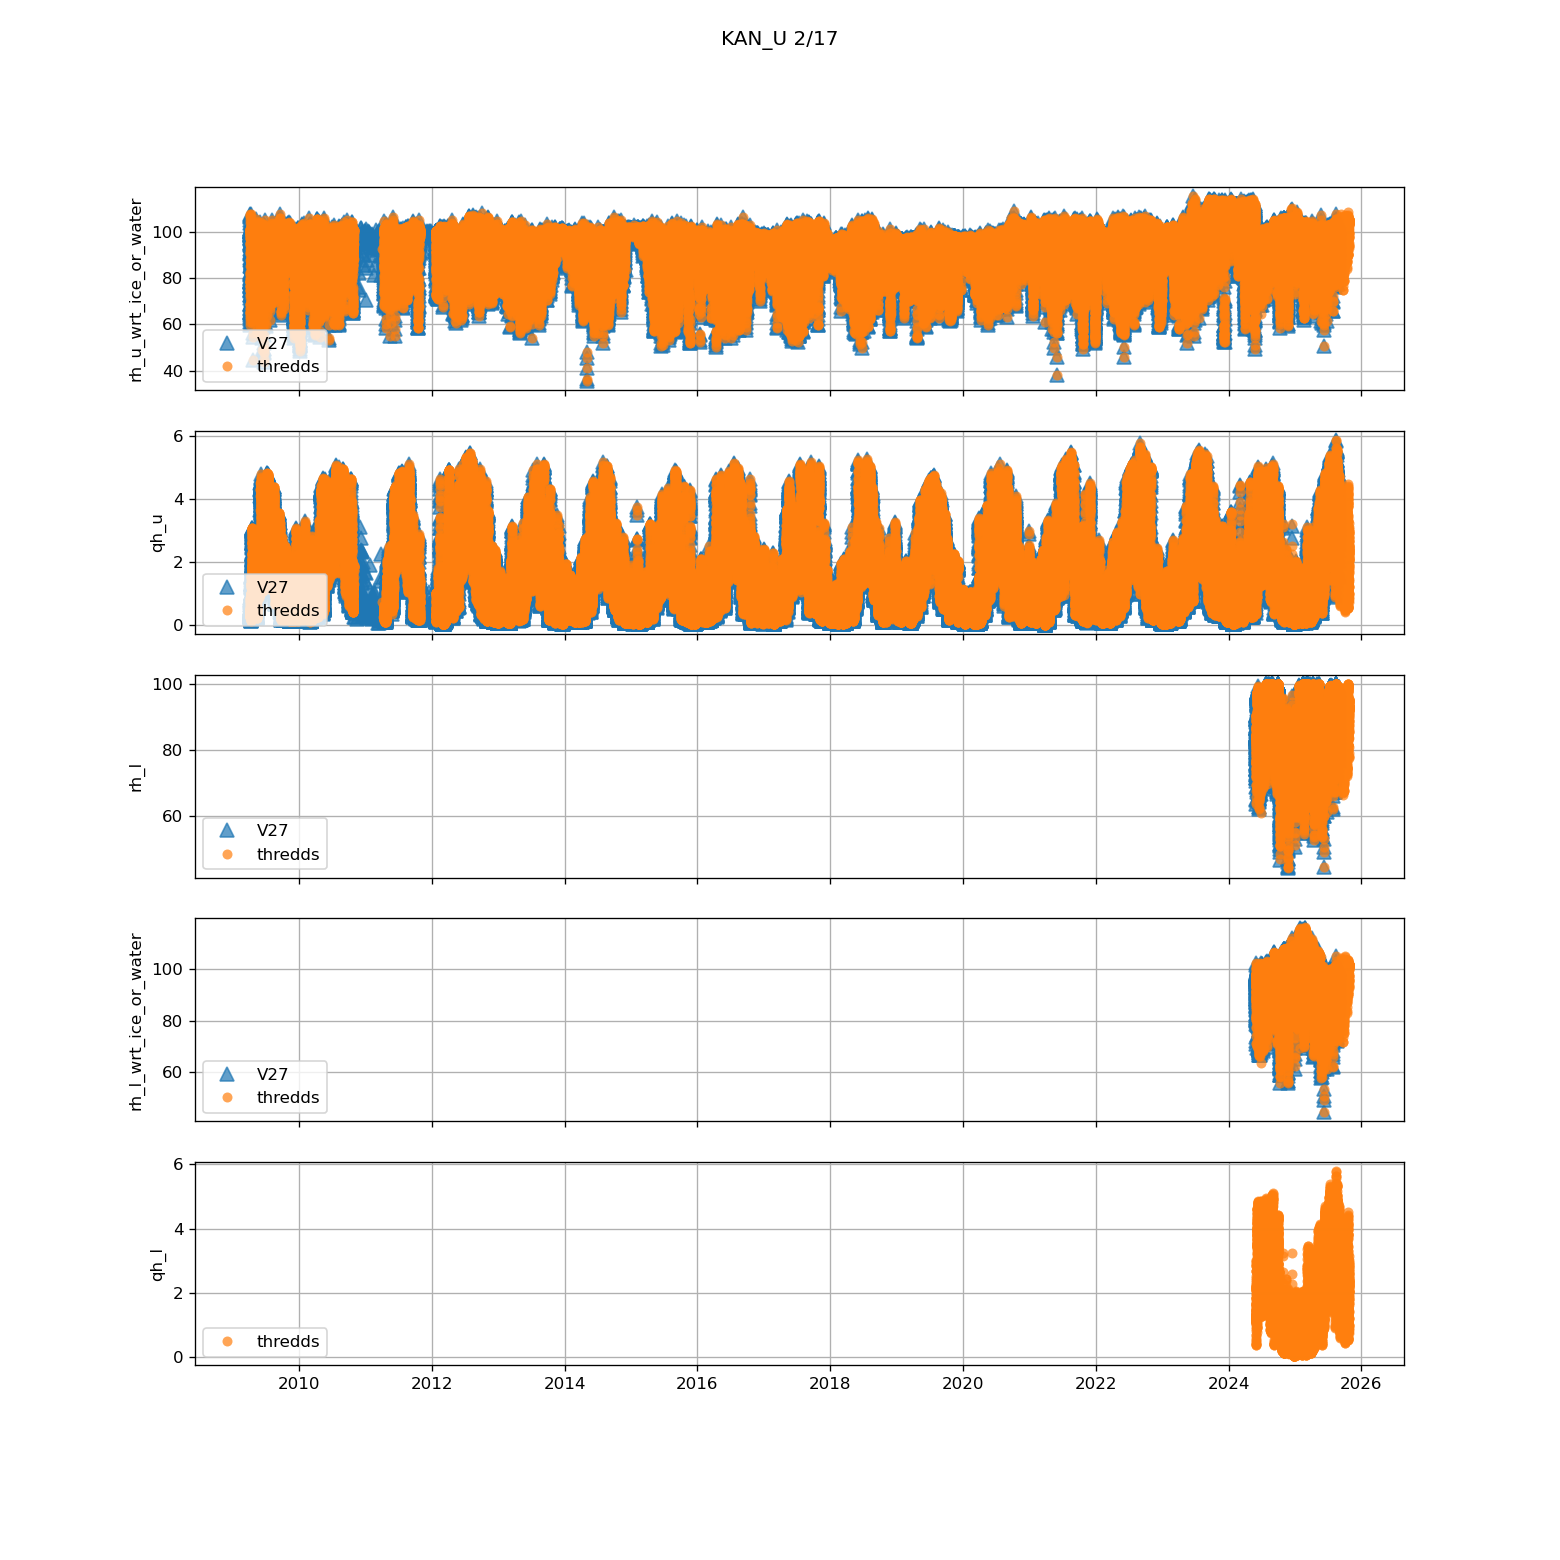 KAN_U 2/17
rh_u_wrt_ice_or_water
100
80
60
40
V27
thredds
qh_u
6
4
2
0
V27
thredds
rh_l
100
80
60
V27
thredds
rh_l_wrt_ice_or_water
100
80
60
V27
thredds
qh_l
6
4
2
0
thredds
2010 2012 2014 2016 2018 2020 2022 2024 2026